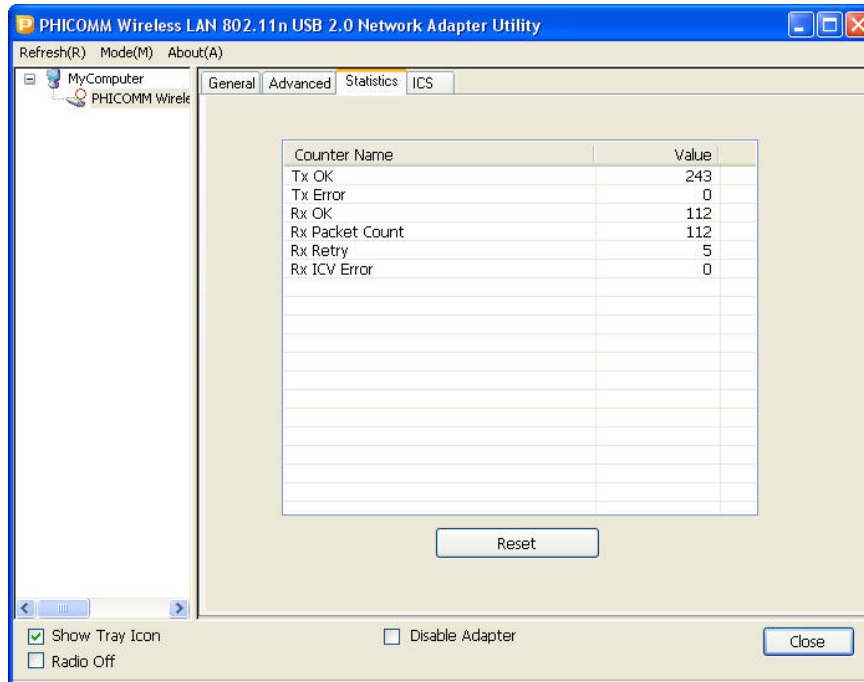 PHICOMM Wireless LAN 802.11n USB 2.0 Network Adapter Utility
Refresh(R) Mode(M) About(A)
MyComputer
PHICOMM Wirele
General Advanced Statistics ICS
Counter Name Value
Tx OK 243
Tx Error 0
Rx OK 112
Rx Packet Count 112
Rx Retry 5
Rx ICV Error 0
Reset
Show Tray Icon
Radio Off
Disable Adapter
Close